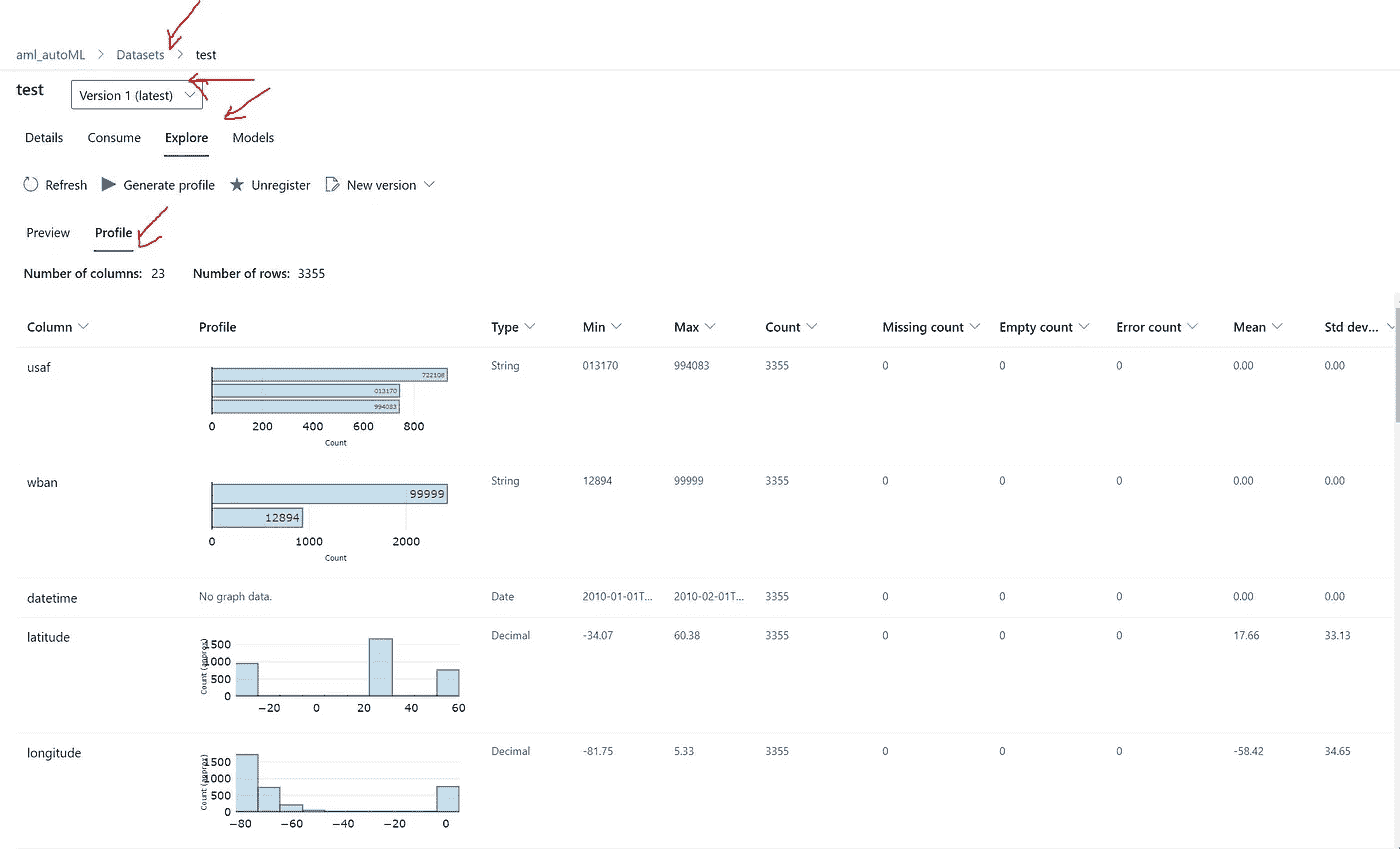 aml_autoML > Datasets > test
test Version 1 (latest)
Details Consume Explore Models
Refresh Generate profile Unregister New version
Preview Profile
Number of columns: 23 Number of rows: 3355
Column Profile Type Min Max Count Missing count Empty count Error count Mean Std dev...
usaf String 013170 994083 3355 0 0 0 0.00 0.00
722108
013170
994083
0 200 400 600 800
Count
wban String 12894 99999 3355 0 0 0 0.00 0.00
99999
12894
0 1000 2000
Count
datetime No graph data. Date 2010-01-01T... 2010-02-01T... 3355 0 0 0 0.00 0.00
latitude Decimal -34.07 60.38 3355 0 0 0 17.66 33.13
Count (approx)
1500
1000
500
0
−20 0 20 40 60
longitude Decimal -81.75 5.33 3355 0 0 0 -58.42 34.65
Count (approx)
1500
1000
500
0
−80 −60 −40 −20 0